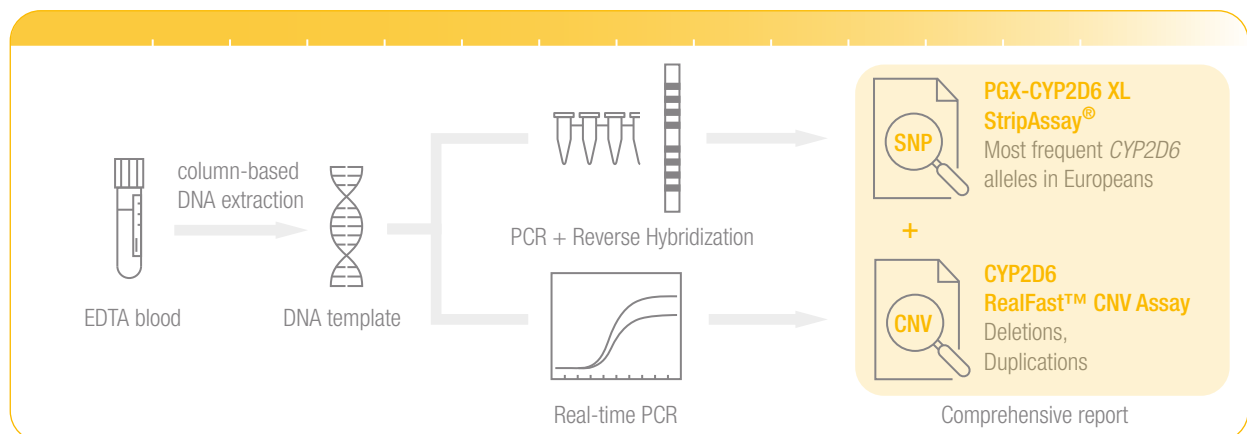 EDTA blood
column-based
DNA extraction
DNA template
PCR + Reverse Hybridization
Real-time PCR
SNP
PGX-CYP2D6 XL
StripAssay®
Most frequent CYP2D6
alleles in Europeans
+
CNV
CYP2D6
RealFast™ CNV Assay
Deletions,
Duplications
Comprehensive report